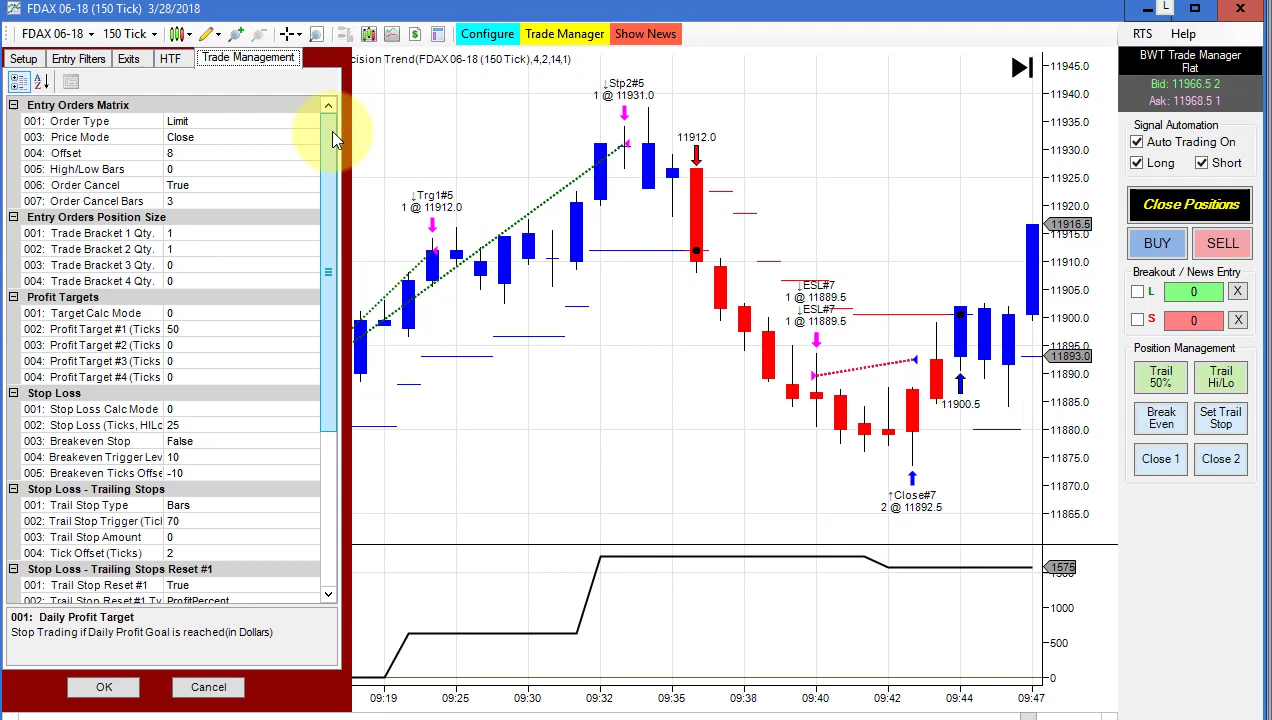 FDAX 06-18 (150 Tick)  3/28/2018
FDAX 06-18  150 Tick  $  Configure  Trade Manager  Show News  RTS  Help
L
Setup  Entry Filters  Exits  HTF  Trade Management
cision Trend(FDAX 06-18 (150 Tick),4,2,14,1)
A
Z
Entry Orders Matrix
001: Order Type  Limit
003: Price Mode  Close
004: Offset  8
005: High/Low Bars  0
006: Order Cancel  True
007: Order Cancel Bars  3
Entry Orders Position Size
001: Trade Bracket 1 Qty.  1
002: Trade Bracket 2 Qty.  1
003: Trade Bracket 3 Qty.  0
004: Trade Bracket 4 Qty.  0
Profit Targets
001: Target Calc Mode  0
002: Profit Target #1 (Ticks  50
003: Profit Target #2 (Ticks  0
003: Profit Target #3 (Ticks  0
004: Profit Target #4 (Ticks  0
Stop Loss
001: Stop Loss Calc Mode  0
002: Stop Loss (Ticks, HILo  25
003: Breakeven Stop  False
004: Breakeven Trigger Lev  10
005: Breakeven Ticks Offse  -10
Stop Loss - Trailing Stops
001: Trail Stop Type  Bars
002: Trail Stop Trigger (Tick  70
003: Trail Stop Amount  0
004: Tick Offset (Ticks)  2
Stop Loss - Trailing Stops Reset #1
001: Trail Stop Reset #1  True
002: Trail Stop Reset #1 Ty  ProfitPercent
001: Daily Profit Target
Stop Trading if Daily Profit Goal is reached(in Dollars)
OK  Cancel
↓Trg1#5
1 @ 11912.0
↓Stp2#5
1 @ 11931.0
11912.0
↓ESL#7
1 @ 11889.5
↓ESL#7
1 @ 11889.5
↑Close#7
2 @ 11892.5
11900.5
11945.0
11940.0
11935.0
11930.0
11925.0
11920.0
11916.5
11915.0
11910.0
11905.0
11900.0
11893.0
11890.0
11885.0
11880.0
11875.0
11870.0
11865.0
1575
1000
500
0
09:19  09:25  09:30  09:32  09:35  09:38  09:40  09:42  09:44  09:47
BWT Trade Manager
Flat
Bid: 11966.5 2
Ask: 11968.5 1
Signal Automation
Auto Trading On
Long  Short
Close Positions
BUY  SELL
Breakout / News Entry
L  0  X
S  0  X
Position Management
Trail 50%  Trail Hi/Lo
Break Even  Set Trail Stop
Close 1  Close 2